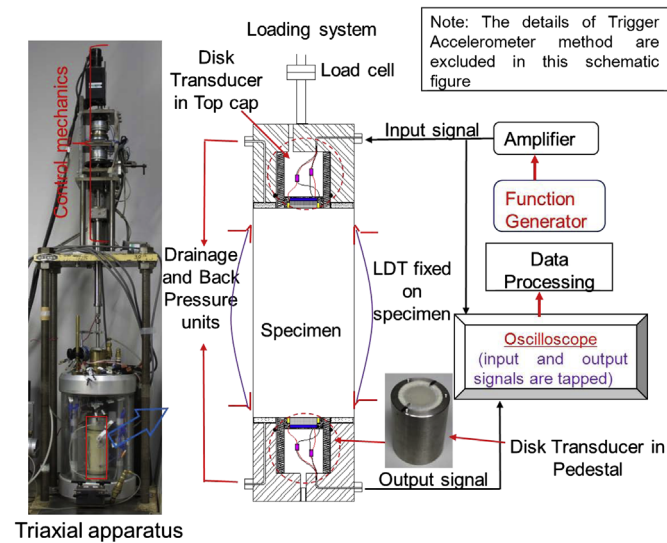 Loading system
Note: The details of Trigger
Accelerometer method are
excluded in this schematic
figure
Disk
Transducer
in Top cap
Load cell
Control mechanics
Input signal
Amplifier
Function
Generator
Data
Processing
Drainage
and Back
Pressure
units
LDT fixed
on
specimen
Specimen
Oscilloscope
(input and output
signals are tapped)
Disk Transducer in
Pedestal
Output signal
Triaxial apparatus